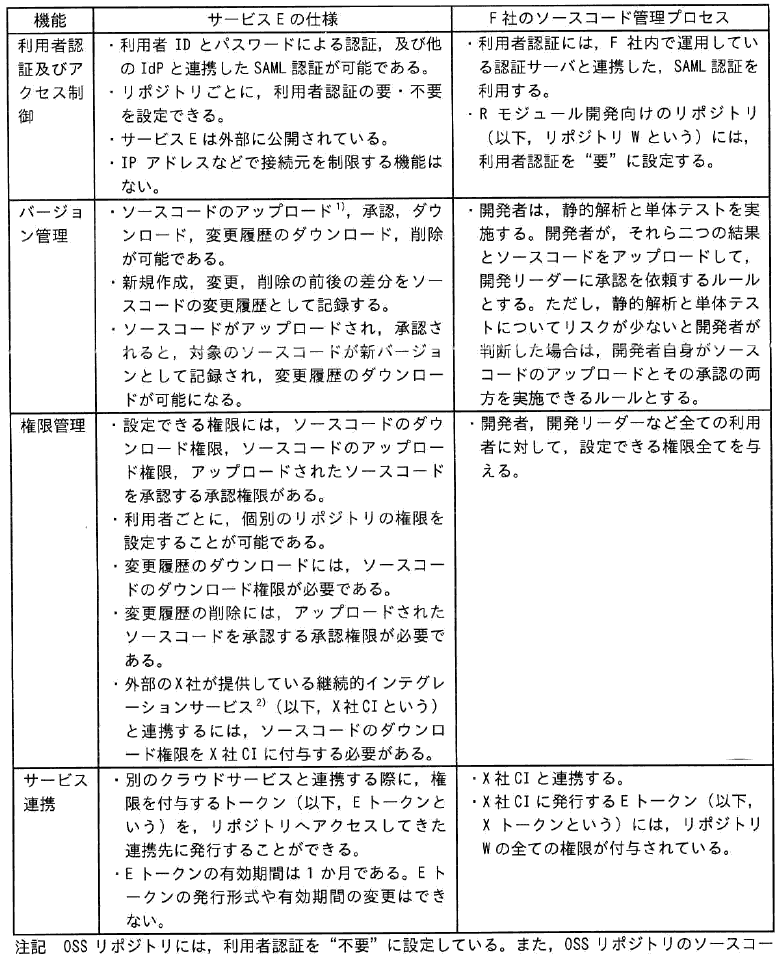 機能 サービスEの仕様 F社のソースコード管理プロセス
利用者認
証及びア
クセス制
御
・利用者 ID とパスワードによる認証，及び他
の IdP と連携した SAML 認証が可能である。
・リポジトリごとに，利用者認証の要・不要
を設定できる。
・サービスEは外部に公開されている。
・IP アドレスなどで接続元を制限する機能は
ない。
・利用者認証には，F 社内で運用してい
る認証サーバと連携した，SAML 認証を
利用する。
・R モジュール開発向けのリポジトリ
（以下，リポジトリ W という）には，
利用者認証を“要”に設定する。
バージョ
ン管理
・ソースコードのアップロード1)，承認，ダウ
ンロード，変更履歴のダウンロード，削除
が可能である。
・新規作成，変更，削除の前後の差分をソー
スコードの変更履歴として記録する。
・ソースコードがアップロードされ，承認さ
れると，対象のソースコードが新バージョ
ンとして記録され，変更履歴のダウンロー
ドが可能になる。
・開発者は，静的解析と単体テストを実
施する。開発者が，それら二つの結果
とソースコードをアップロードして，
開発リーダーに承認を依頼するルール
とする。ただし，静的解析と単体テス
トについてリスクが少ないと開発者が
判断した場合は，開発者自身がソース
コードのアップロードとその承認の両
方を実施できるルールとする。
権限管理
・設定できる権限には，ソースコードのダウ
ンロード権限，ソースコードのアップロー
ド権限，アップロードされたソースコード
を承認する承認権限がある。
・利用者ごとに，個別のリポジトリの権限を
設定することが可能である。
・変更履歴のダウンロードには，ソースコー
ドのダウンロード権限が必要である。
・変更履歴の削除には，アップロードされた
ソースコードを承認する承認権限が必要で
ある。
・外部のX社が提供している継続的インテグレ
ーションサービス2)（以下，X社CIという）
と連携するには，ソースコードのダウンロ
ード権限をX社CIに付与する必要がある。
・開発者，開発リーダーなど全ての利用
者に対して，設定できる権限全てを与
える。
サービス
連携
・別のクラウドサービスと連携する際に，権
限を付与するトークン（以下，Eトークンと
いう）を，リポジトリへアクセスしてきた
連携先に発行することができる。
・Eトークンの有効期間は1か月である。Eト
ークンの発行形式や有効期間の変更はでき
ない。
・X社CIと連携する。
・X社CIに発行するEトークン（以下，
X トークンという）には，リポジトリ
Wの全ての権限が付与されている。
注記 OSS リポジトリには，利用者認証を“不要”に設定している。また，OSS リポジトリのソースコー